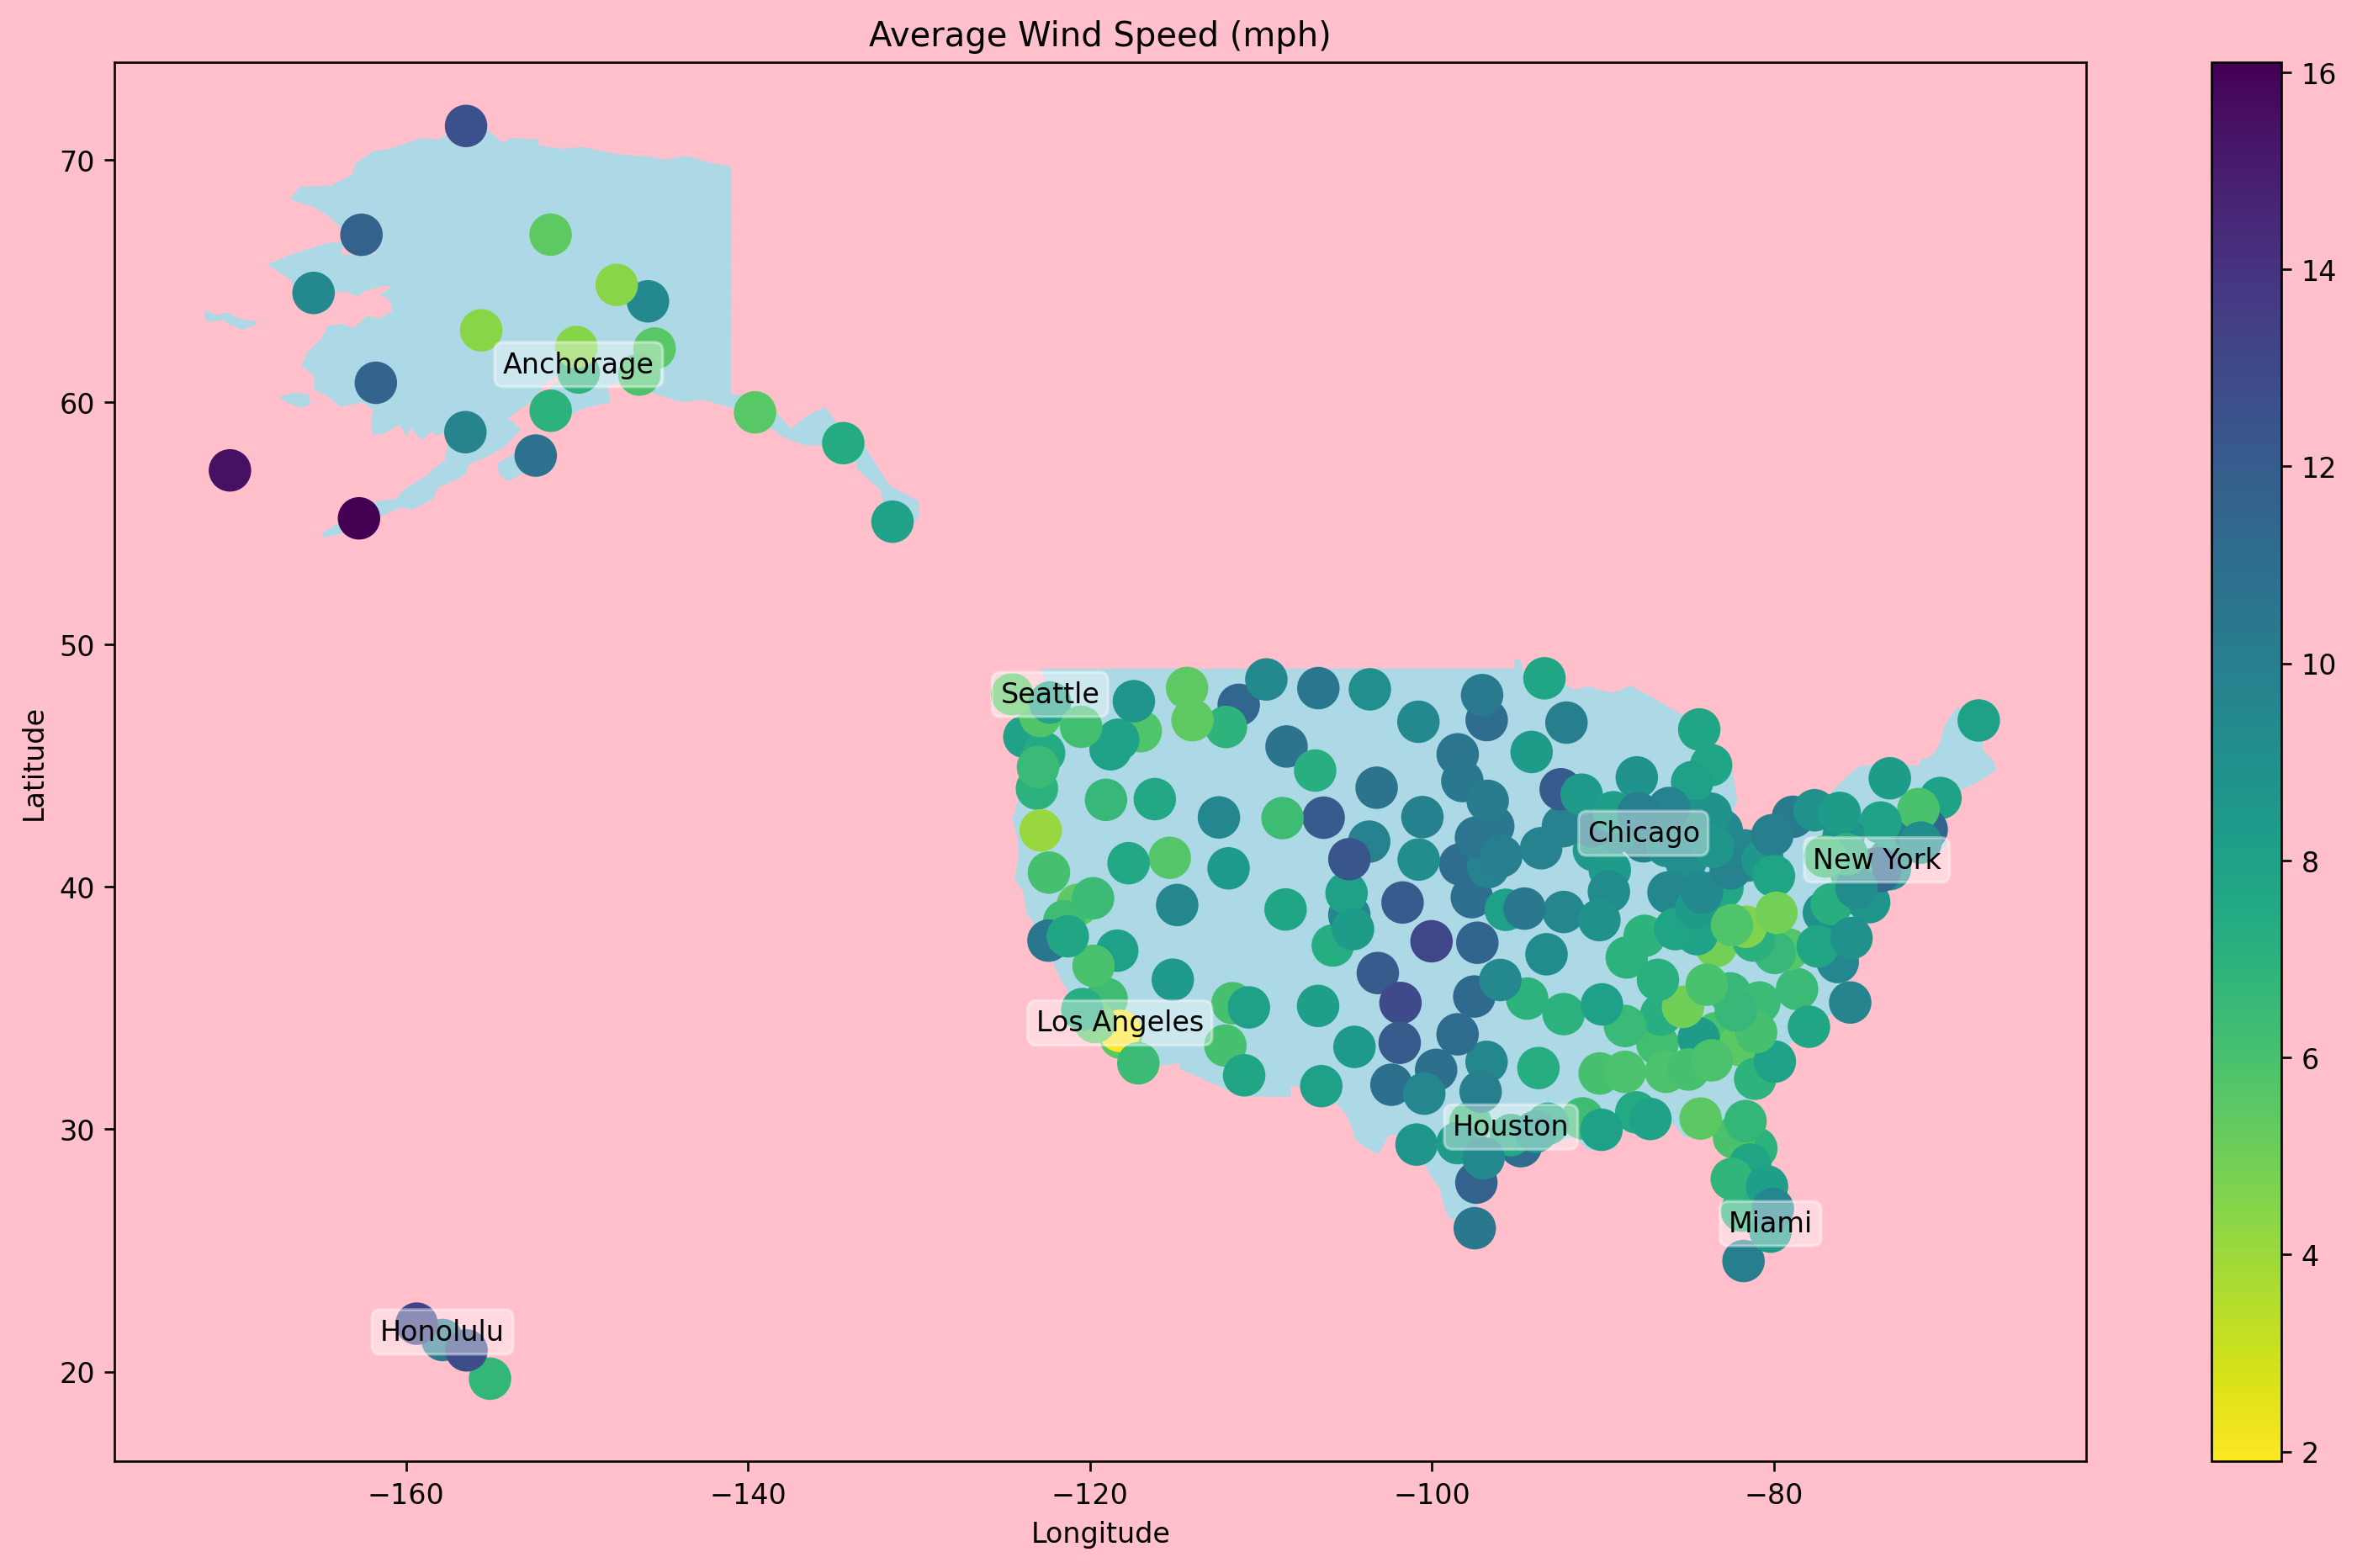 Average Wind Speed (mph)
70
60
50
40
30
20
Latitude
Anchorage
Seattle
Chicago
New York
Los Angeles
Houston
Miami
Honolulu
−160
−140
−120
−100
−80
Longitude
16
14
12
10
8
6
4
2